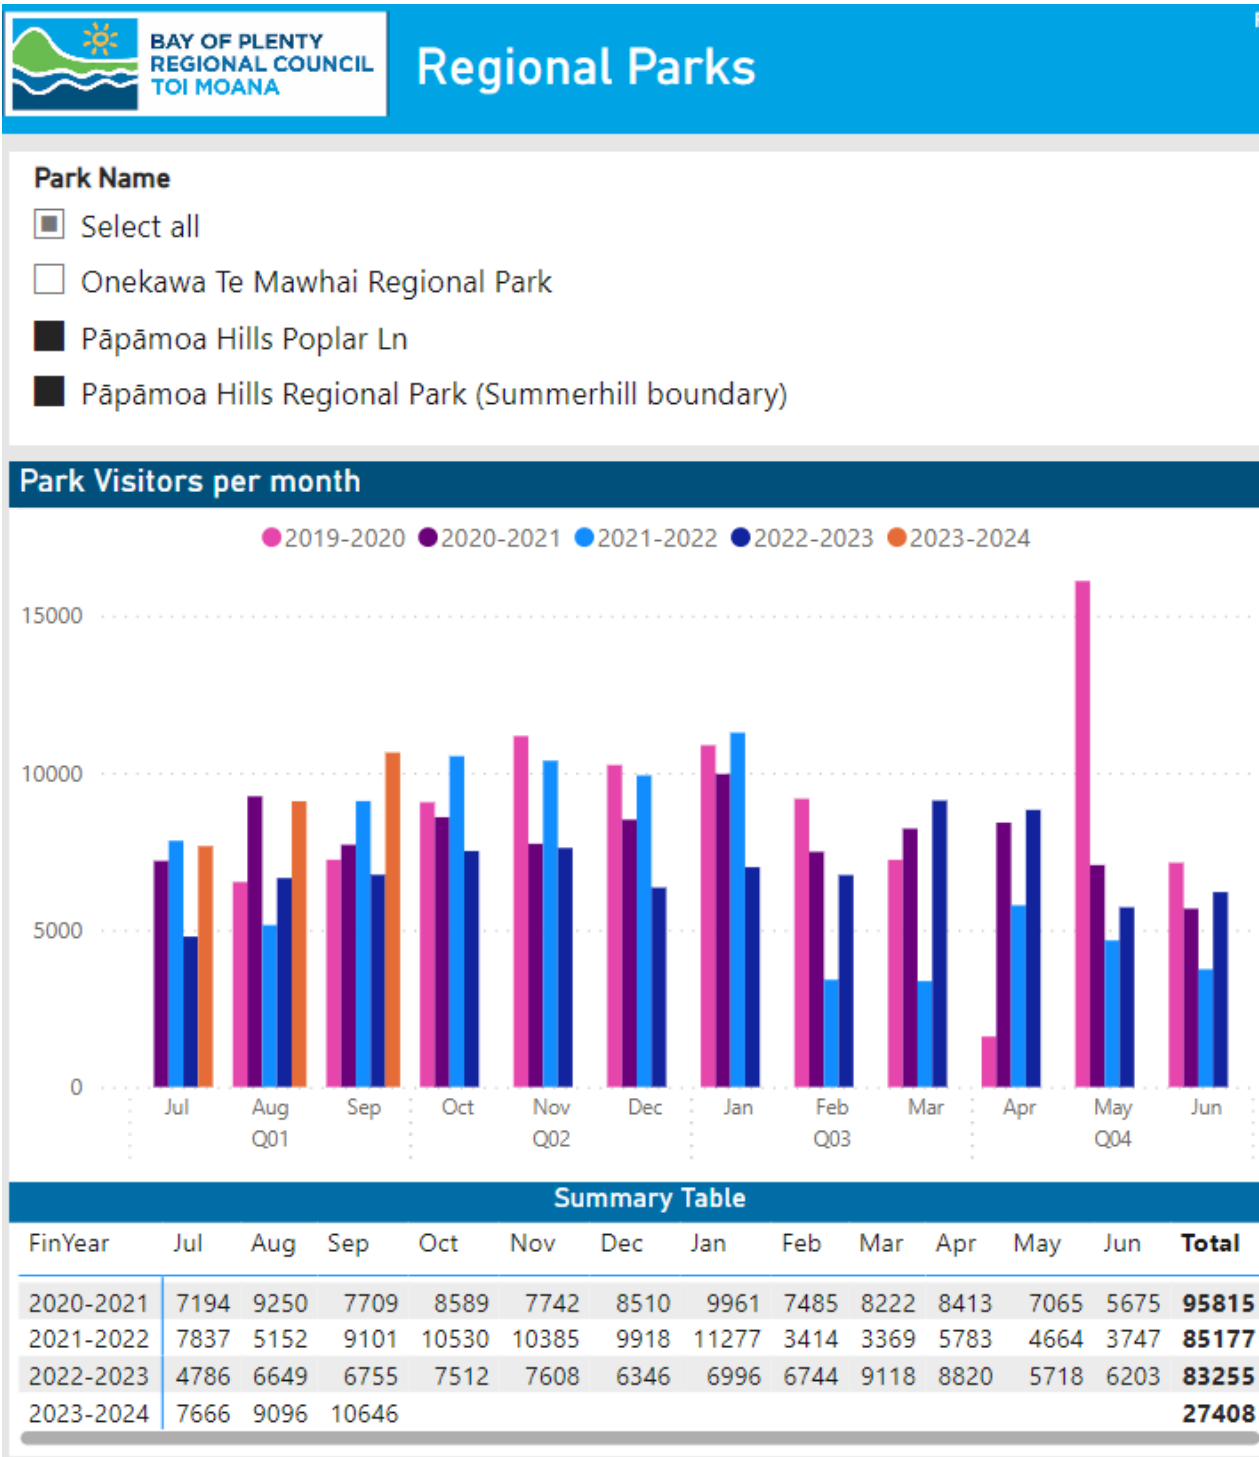 BAY OF PLENTY
REGIONAL COUNCIL
TOI MOANA
Regional Parks
Park Name
Select all
Onekawa Te Mawhai Regional Park
Pāpāmoa Hills Poplar Ln
Pāpāmoa Hills Regional Park (Summerhill boundary)
Park Visitors per month
2019-2020 2020-2021 2021-2022 2022-2023 2023-2024
15000
10000
5000
0
Jul Aug Sep Oct Nov Dec Jan Feb Mar Apr May Jun
Q01 Q02 Q03 Q04
Summary Table
FinYear Jul Aug Sep Oct Nov Dec Jan Feb Mar Apr May Jun Total
2020-2021 7194 9250 7709 8589 7742 8510 9961 7485 8222 8413 7065 5675 95815
2021-2022 7837 5152 9101 10530 10385 9918 11277 3414 3369 5783 4664 3747 85177
2022-2023 4786 6649 6755 7512 7608 6346 6996 6744 9118 8820 5718 6203 83255
2023-2024 7666 9096 10646 27408